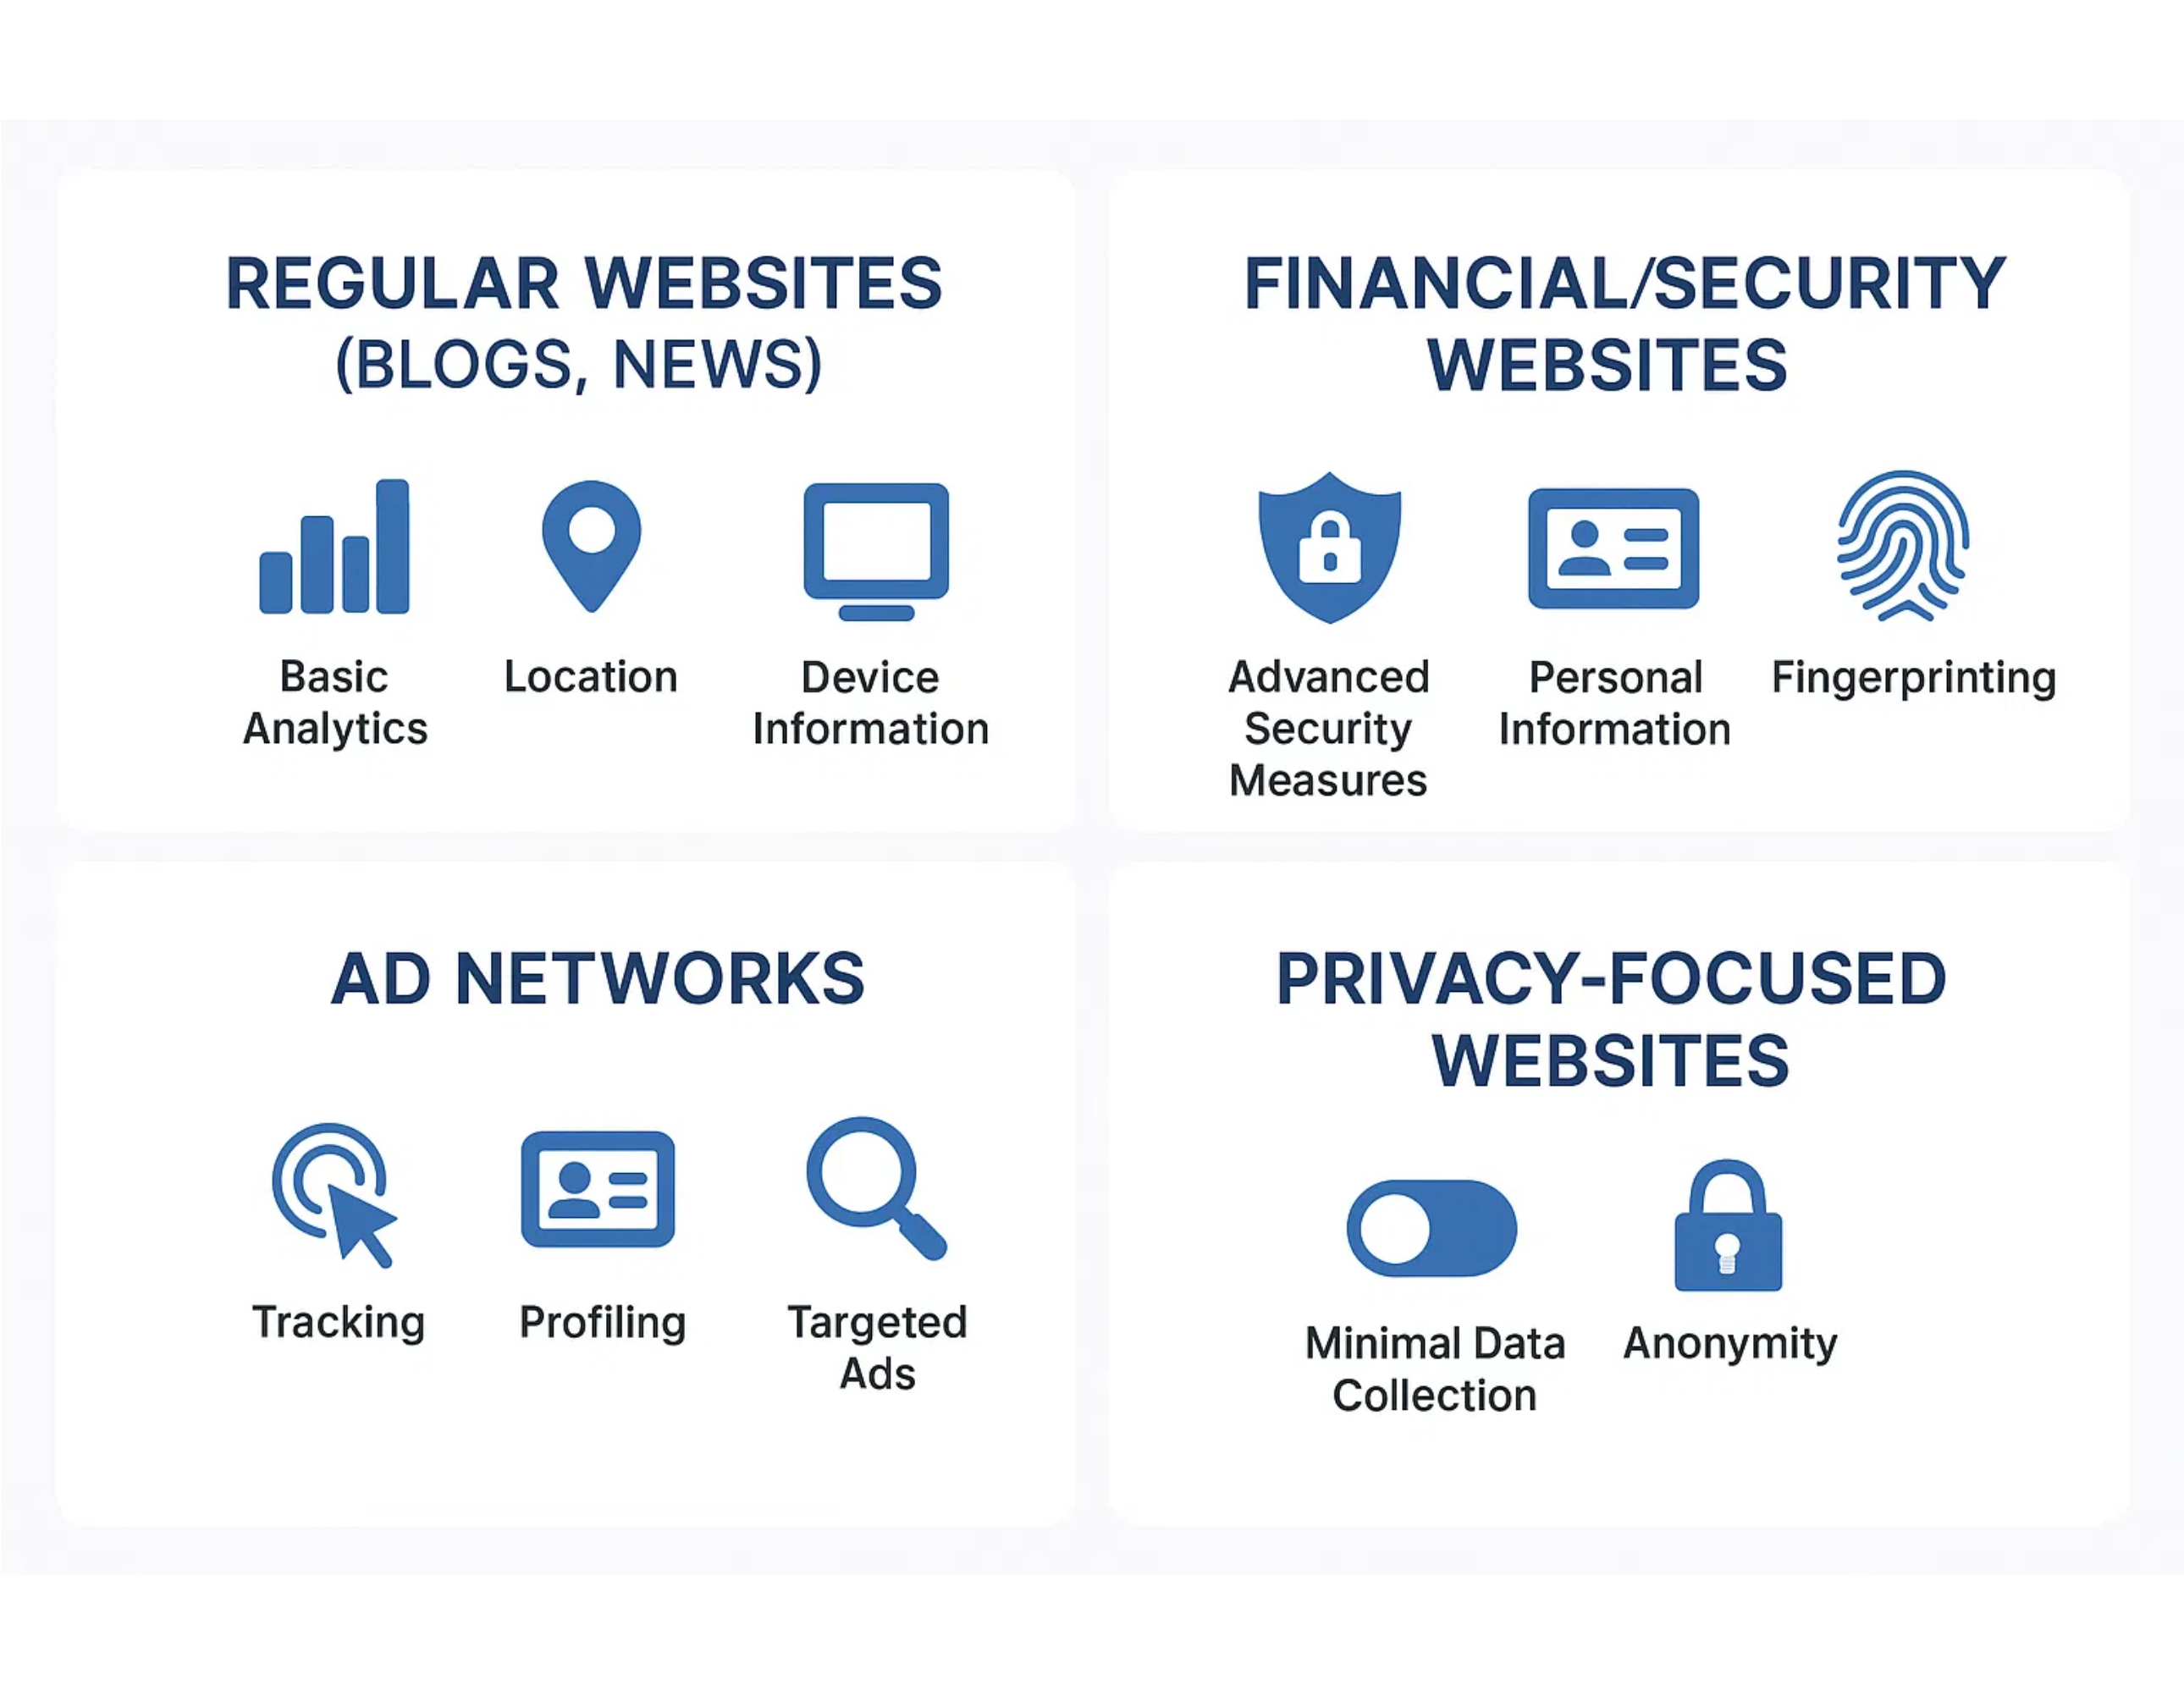 REGULAR WEBSITES
(BLOGS, NEWS)
Basic
Analytics
Location
Device
Information
FINANCIAL/SECURITY
WEBSITES
Advanced
Security
Measures
Personal
Information
Fingerprinting
AD NETWORKS
Tracking
Profiling
Targeted
Ads
PRIVACY-FOCUSED
WEBSITES
Minimal Data
Collection
Anonymity